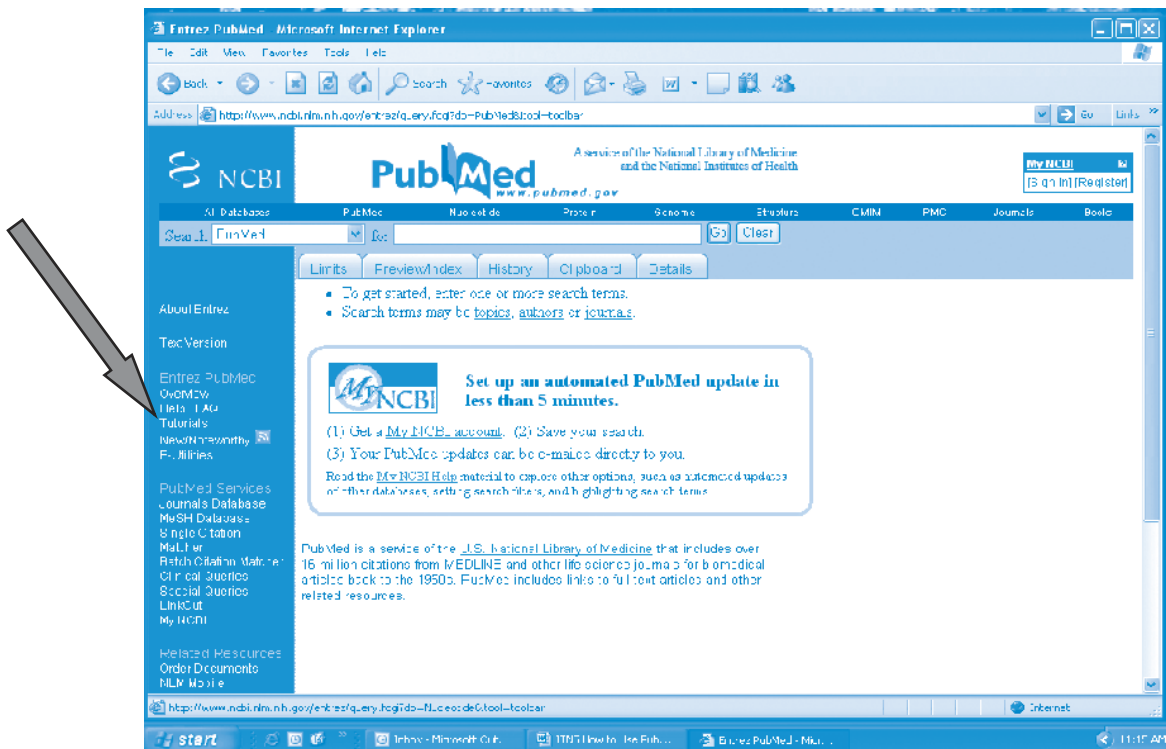 Entrez PubMed - Microsoft Internet Explorer
File Edit View Favorites Tools Help
Back Search Favorites
Address http://www.ncbi.nlm.nih.gov/entrez/query.fcgi?db=PubMed&tool=toolbar Go Links
NCBI
PubMed
www.pubmed.gov
A service of the National Library of Medicine
and the National Institutes of Health
My NCBI
[Sign In] [Register]
All Databases PubMed Nucleotide Protein Genome Structure OMIM PMC Journals Books
Search PubMed for Go Clear
Limits Preview/Index History Clipboard Details
• To get started, enter one or more search terms.
• Search terms may be topics, authors or journals.
About Entrez
Text Version
Entrez PubMed
Overview
Help | FAQ
Tutorials
New/Noteworthy
E-Utilities
PubMed Services
Journals Database
MeSH Database
Single Citation
Matcher
Batch Citation Matcher
Clinical Queries
Special Queries
LinkOut
My NCBI
Related Resources
Order Documents
NLM Mobile
My NCBI
Set up an automated PubMed update in
less than 5 minutes.
(1) Get a My NCBI account. (2) Save your search.
(3) Your PubMed updates can be e-mailed directly to you.
Read the My NCBI Help material to explore other options, such as automated updates
of other databases, setting search filters, and highlighting search terms.
PubMed is a service of the U.S. National Library of Medicine that includes over
16 million citations from MEDLINE and other life science journals for biomedical
articles back to the 1950s. PubMed includes links to full text articles and other
related resources.
http://www.ncbi.nlm.nih.gov/entrez/query.fcgi?db=Nucleotide&tool=toolbar Internet
start Inbox - Microsoft Out... Entrez PubMed - Micr... 11:15 AM